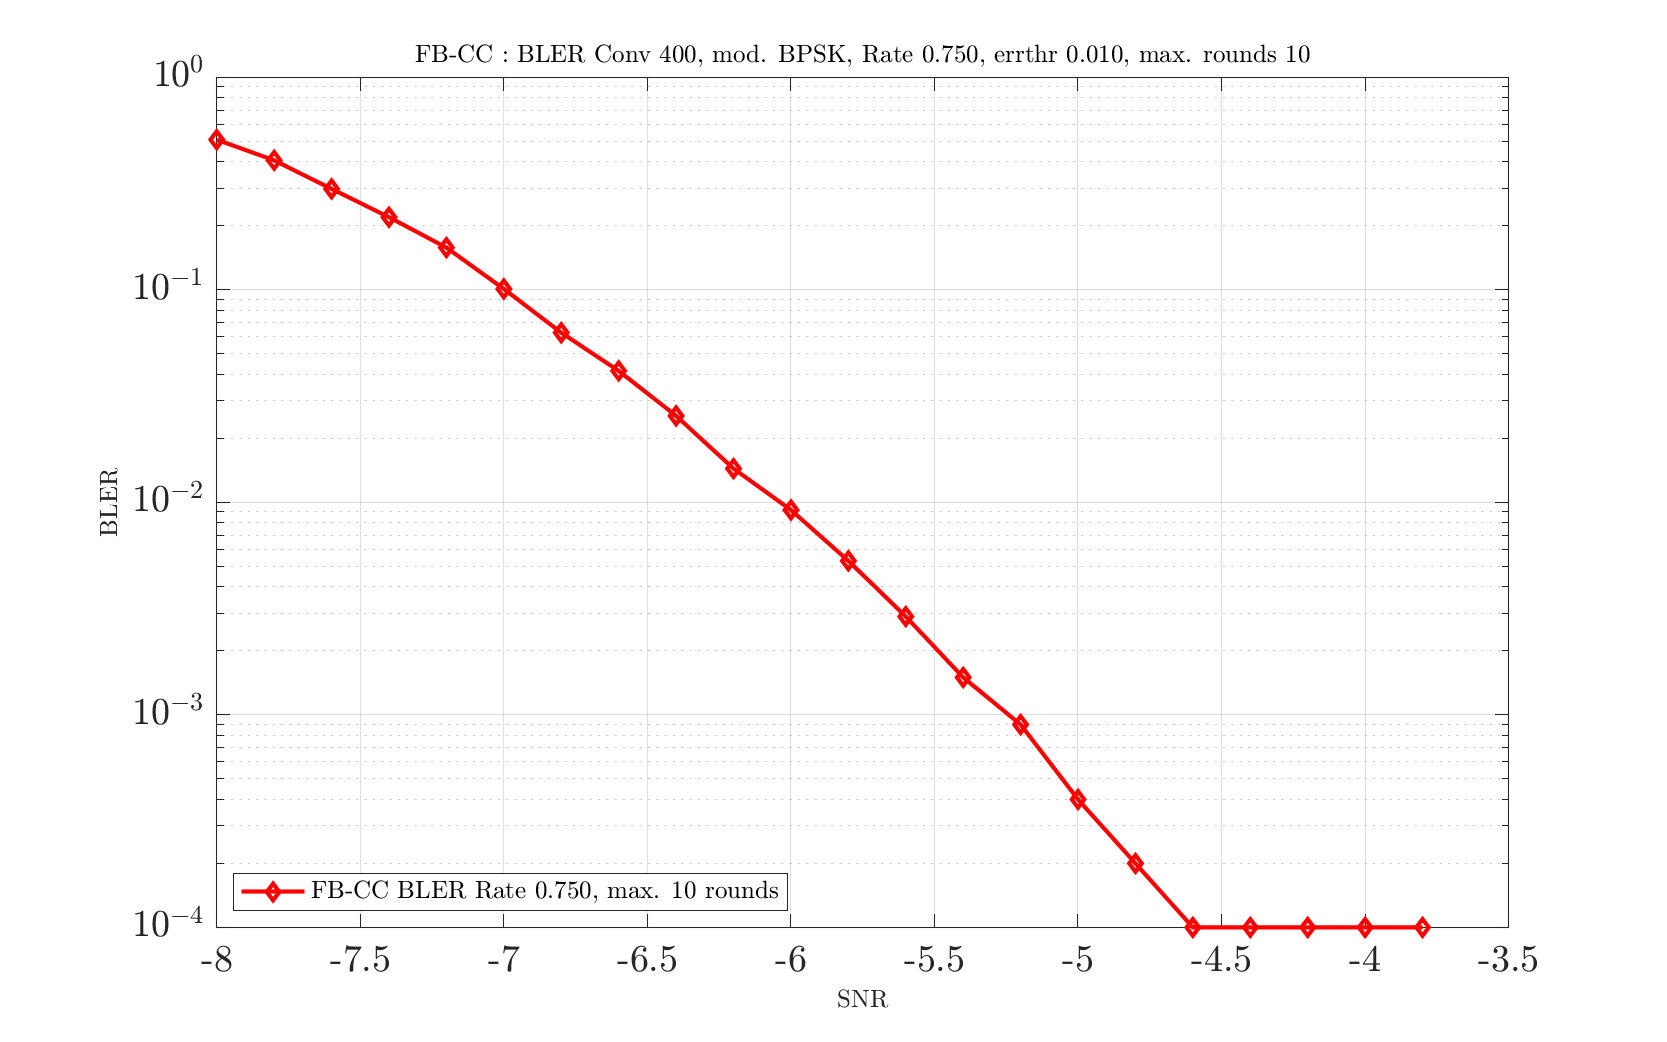 FB-CC : BLER Conv 400, mod. BPSK, Rate 0.750, errthr 0.010, max. rounds 10
10^0
10^{-1}
10^{-2}
10^{-3}
10^{-4}
BLER
FB-CC BLER Rate 0.750, max. 10 rounds
-8 -7.5 -7 -6.5 -6 -5.5 -5 -4.5 -4 -3.5
SNR